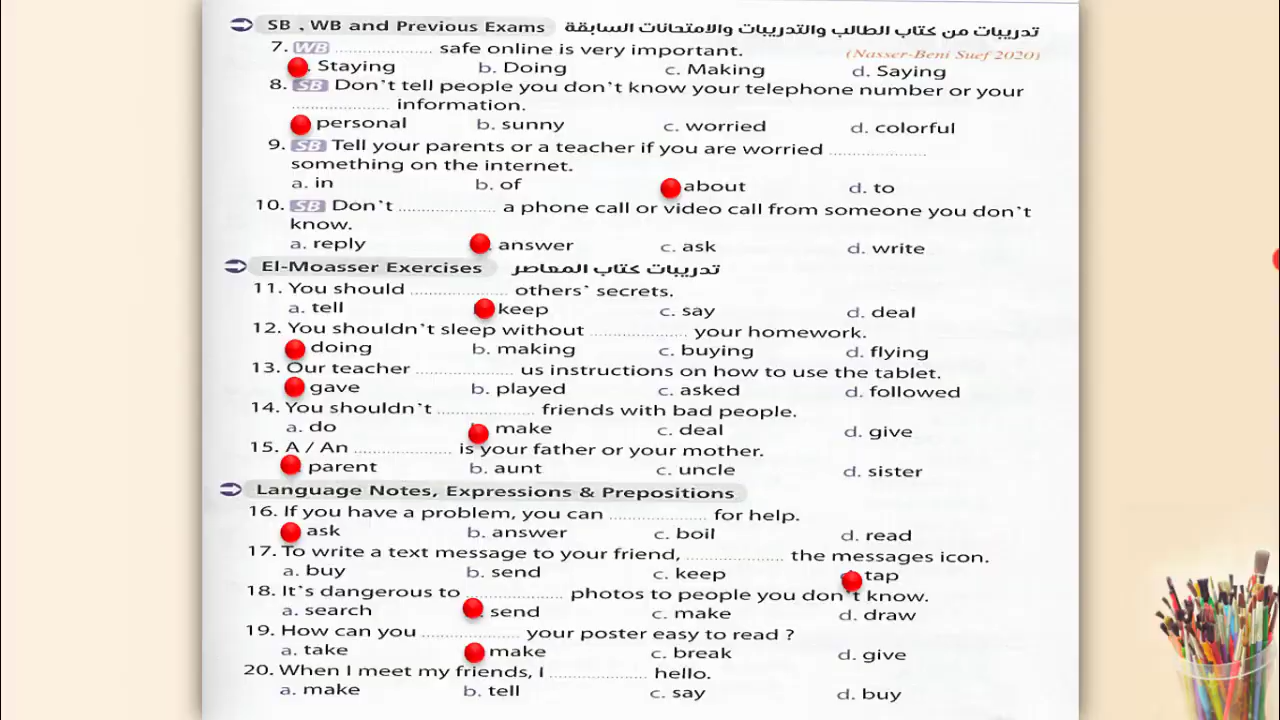 SB , WB and Previous Exams تدريبات من كتاب الطالب والتدريبات والامتحانات السابقة
7. WB .................... safe online is very important. (Nasser-Beni Suef 2020)
Staying b. Doing c. Making d. Saying
8. SB Don't tell people you don't know your telephone number or your
.................... information.
personal b. sunny c. worried d. colorful
9. SB Tell your parents or a teacher if you are worried ....................
something on the internet.
a. in b. of about d. to
10. SB Don't .................... a phone call or video call from someone you don't
know.
a. reply answer c. ask d. write
El-Moasser Exercises تدريبات كتاب المعاصر
11. You should .................... others' secrets.
a. tell keep c. say d. deal
12. You shouldn't sleep without .................... your homework.
doing b. making c. buying d. flying
13. Our teacher .................... us instructions on how to use the tablet.
gave b. played c. asked d. followed
14. You shouldn't .................... friends with bad people.
a. do make c. deal d. give
15. A / An .................... is your father or your mother.
parent b. aunt c. uncle d. sister
Language Notes, Expressions & Prepositions
16. If you have a problem, you can .................... for help.
ask b. answer c. boil d. read
17. To write a text message to your friend, .................... the messages icon.
a. buy b. send c. keep tap
18. It's dangerous to .................... photos to people you don't know.
a. search send c. make d. draw
19. How can you .................... your poster easy to read ?
a. take make c. break d. give
20. When I meet my friends, I .................... hello.
a. make b. tell c. say d. buy